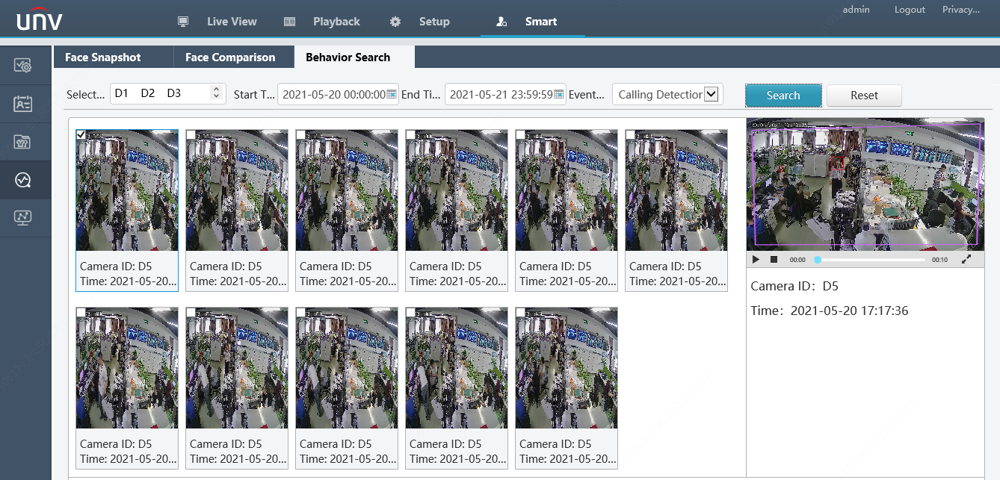 admin Logout Privacy...
unv Live View Playback Setup Smart
Face Snapshot Face Comparison Behavior Search
Select... D1 D2 D3 Start T... 2021-05-20 00:00:00 End Ti... 2021-05-21 23:59:59 Event... Calling Detection Search Reset
Camera ID: D5 Camera ID: D5 Camera ID: D5 Camera ID: D5 Camera ID: D5 Camera ID: D5
Time: 2021-05-20... Time: 2021-05-20... Time: 2021-05-20... Time: 2021-05-20... Time: 2021-05-20... Time: 2021-05-20...
00:00 00:10
Camera ID: D5
Time: 2021-05-20 17:17:36
Camera ID: D5 Camera ID: D5 Camera ID: D5 Camera ID: D5 Camera ID: D5
Time: 2021-05-20... Time: 2021-05-20... Time: 2021-05-20... Time: 2021-05-20... Time: 2021-05-20...